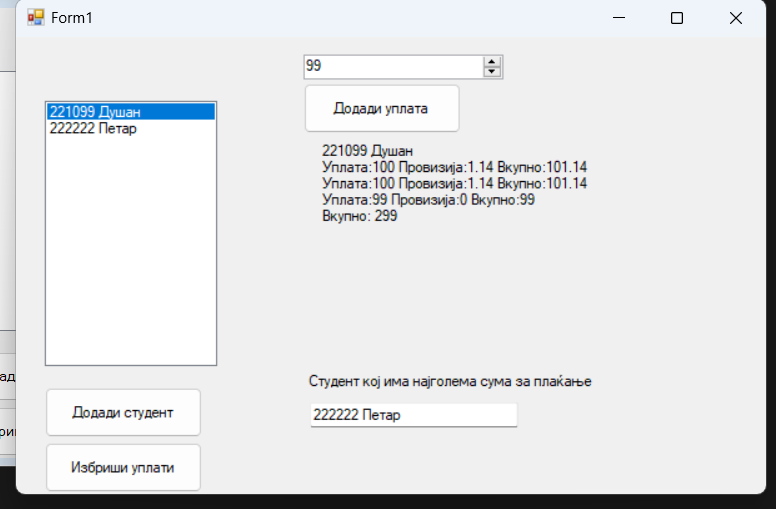 Form1
99
Додади уплата
221099 Душан
222222 Петар
221099 Душан
Уплата:100 Провизија:1.14 Вкупно:101.14
Уплата:100 Провизија:1.14 Вкупно:101.14
Уплата:99 Провизија:0 Вкупно:99
Вкупно: 299
Студент кој има најголема сума за плаќање
222222 Петар
Додади студент
Избриши уплати